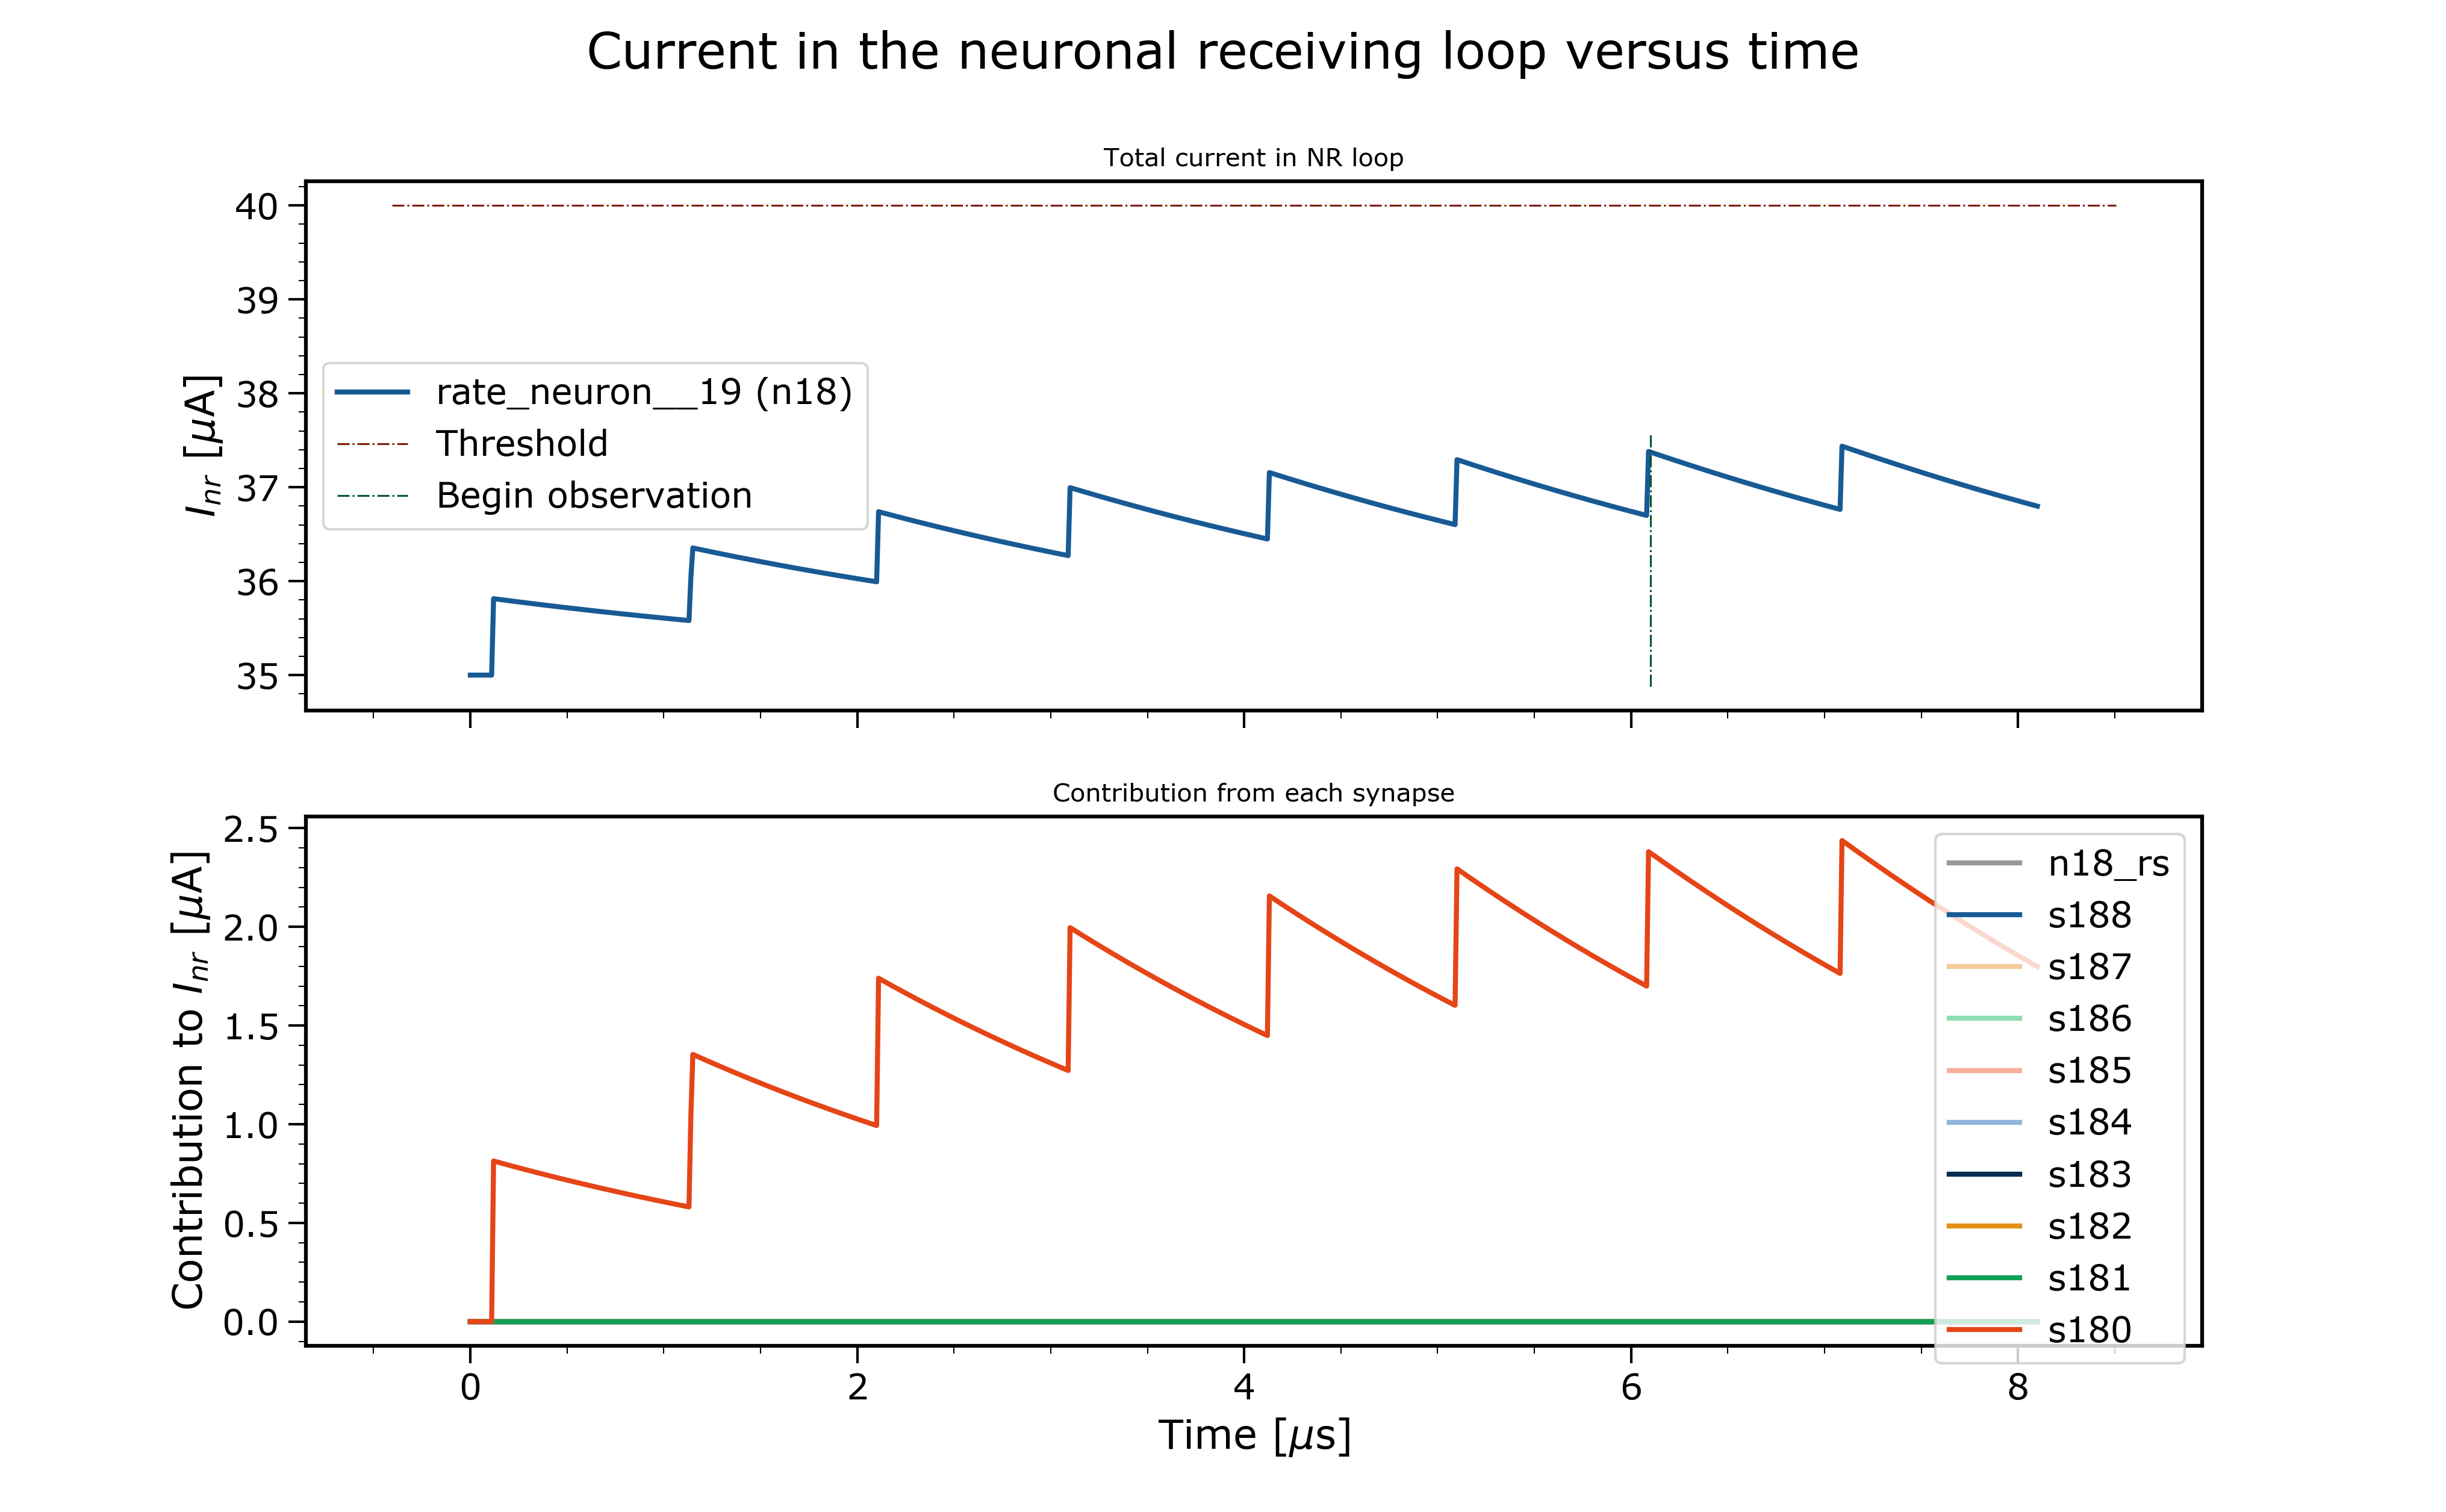 Current in the neuronal receiving loop versus time
Total current in NR loop
40
39
38
37
36
35
I_nr [μA]
rate_neuron__19 (n18)
Threshold
Begin observation
Contribution from each synapse
2.5
2.0
1.5
1.0
0.5
0.0
Contribution to I_nr [μA]
n18_rs
s188
s187
s186
s185
s184
s183
s182
s181
s180
0 2 4 6 8
Time [μs]